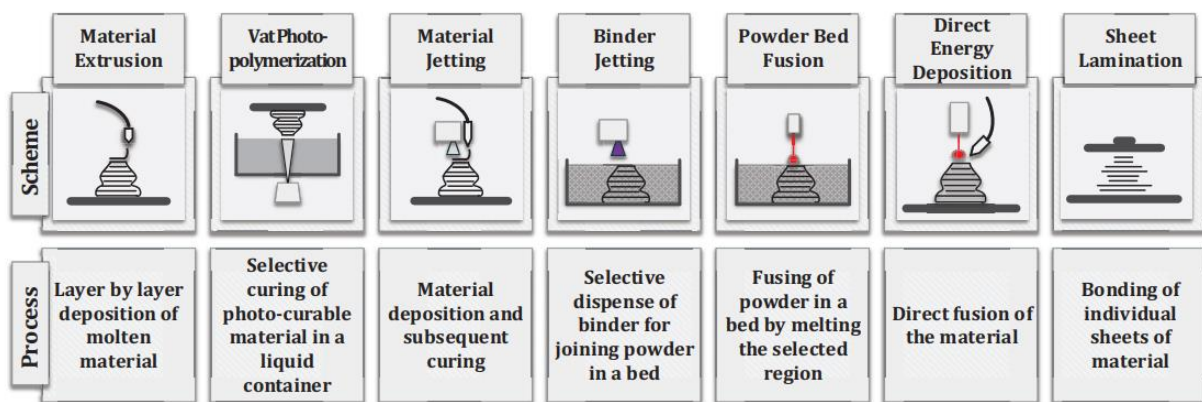 Material
Extrusion
Vat Photo-
polymerization
Material
Jetting
Binder
Jetting
Powder Bed
Fusion
Direct
Energy
Deposition
Sheet
Lamination
Scheme
Process
Layer by layer
deposition of
molten
material
Selective
curing of
photo-curable
material in a
liquid
container
Material
deposition and
subsequent
curing
Selective
dispense of
binder for
joining powder
in a bed
Fusing of
powder in a
bed by melting
the selected
region
Direct fusion of
the material
Bonding of
individual
sheets of
material